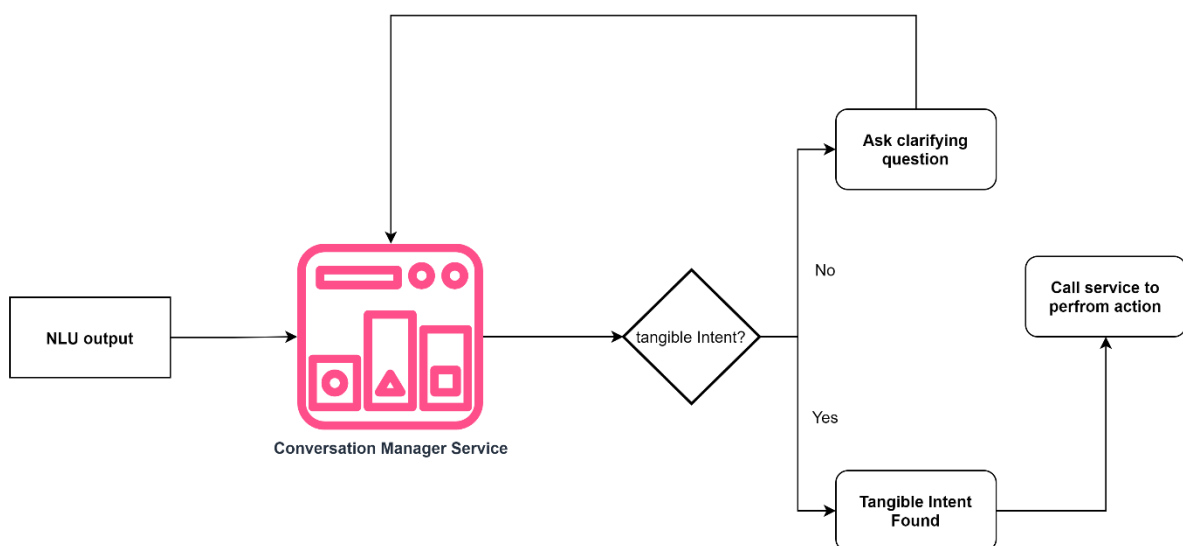 Ask clarifying
question
No
Call service to
perfrom action
NLU output
tangible Intent?
Conversation Manager Service
Yes
Tangible Intent
Found